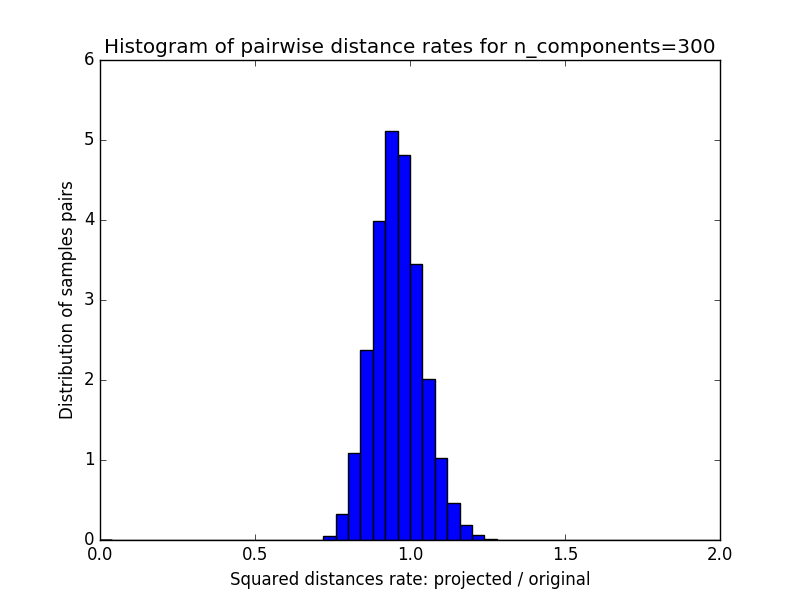 Histogram of pairwise distance rates for n_components=300
6
5
4
3
2
1
0
Distribution of samples pairs
0.0 0.5 1.0 1.5 2.0
Squared distances rate: projected / original